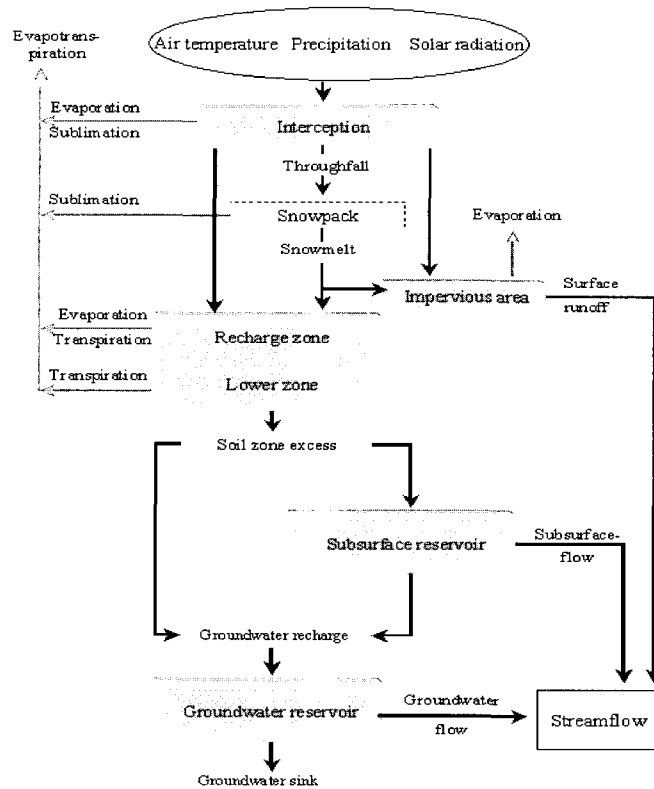 Evapotrans-
piration
Air temperature Precipitation Solar radiation
Evaporation
Sublimation
Interception
Throughfall
Sublimation
Snowpack
Evaporation
Snowmelt
Impervious area
Surface
runoff
Evaporation
Transpiration
Recharge zone
Transpiration
Lower zone
Soil zone excess
Subsurface reservoir
Subsurface-
flow
Groundwater recharge
Groundwater reservoir
Groundwater
flow
Streamflow
Groundwater sink